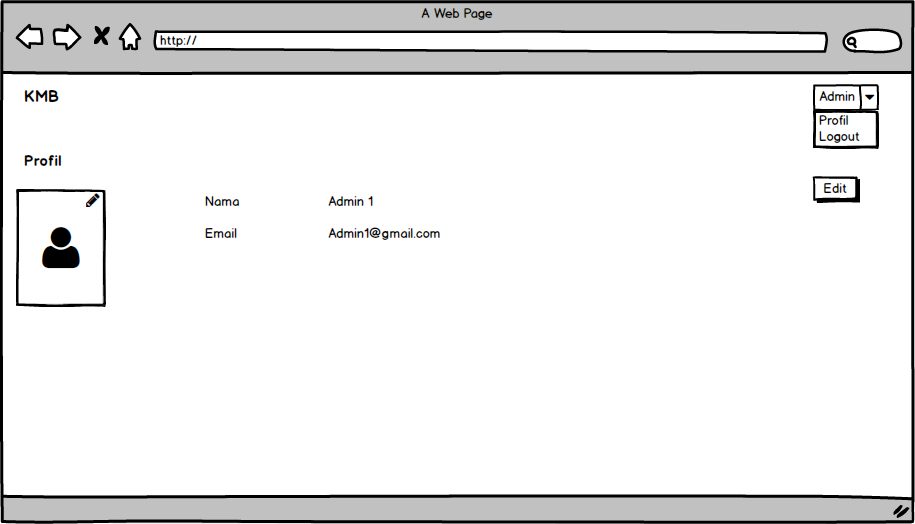 A Web Page
http://
KMB
Admin
Profil
Logout
Profil
Edit
Nama Admin 1
Email Admin1@gmail.com